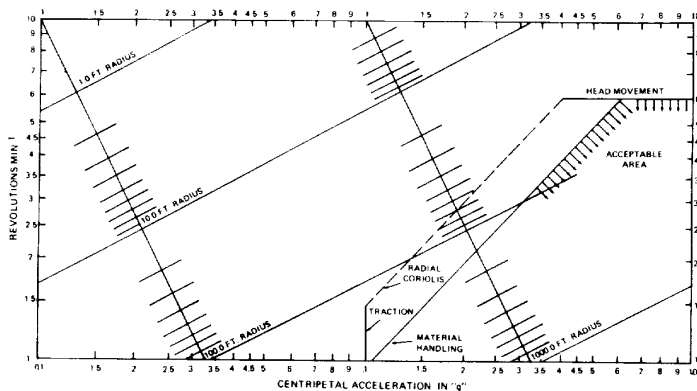 1 1.5 2 2.5 3 3.5 4 4.5 5 6 7 8 9 1 1.5 2 2.5 3 3.5 4 4.5 5 6 7 8 9
10
9
8
7
6
5
4.5
4
3.5
3
2.5
2
1.5
1
REVOLUTIONS MIN⁻¹
1.0 FT. RADIUS
HEAD MOVEMENT
ACCEPTABLE
AREA
10.0 FT. RADIUS
RADIAL
CORIOLIS
TRACTION
MATERIAL
HANDLING
100.0 FT. RADIUS
1000.0 FT. RADIUS
01 1.5 2 2.5 3 3.5 4 4.5 5 6 7 8 9 1 1.5 2 2.5 3 3.5 4 4.5 5 6 7 8 9
CENTRIPETAL ACCELERATION IN "g"